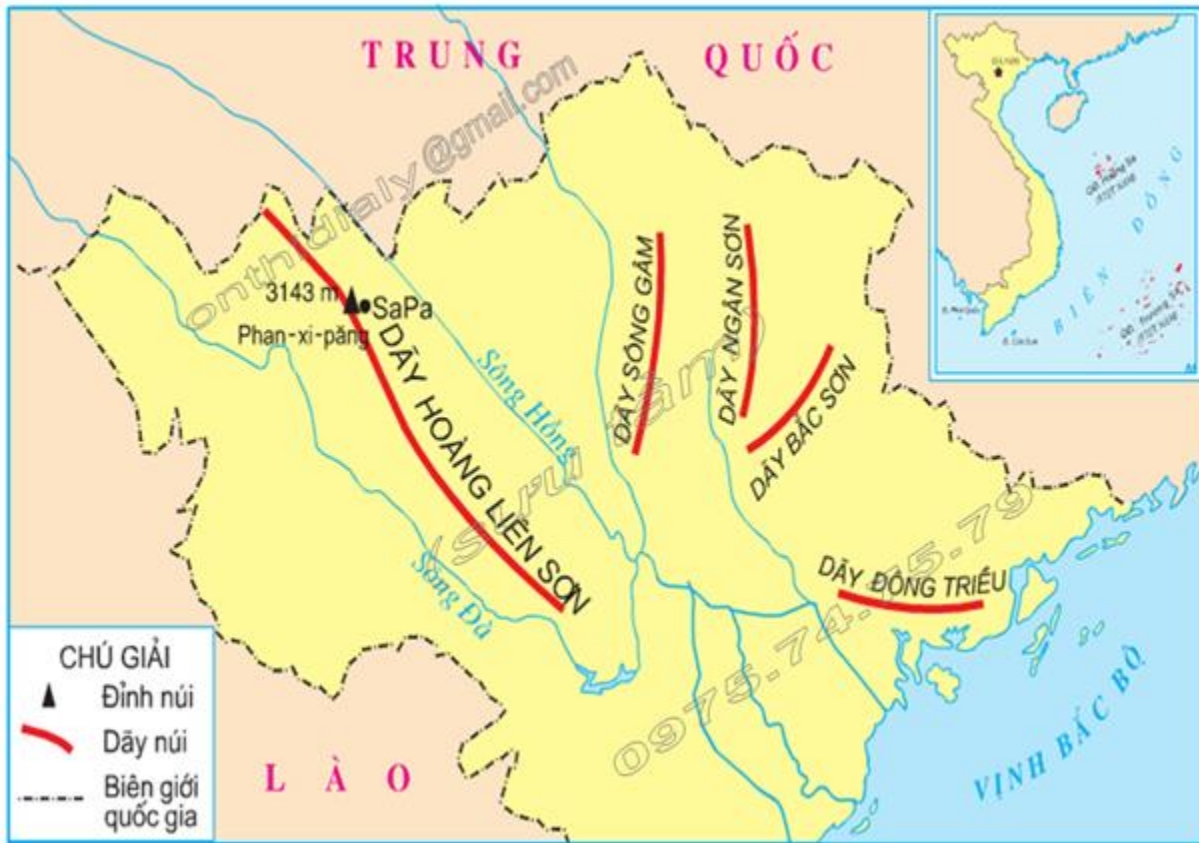 TRUNG QUỐC
onthidialy@gmail.com
3143 m
SaPa
Phan-xi-păng
DÃY HOÀNG LIÊN SƠN
Sông Hồng
Sông Đà
DÃY SÔNG GÂM
DÃY NGÂN SƠN
DÃY BẮC SƠN
DÃY ĐÔNG TRIỀU
0975.74.45.79
VỊNH BẮC BỘ
LÀO
CHÚ GIẢI
Đỉnh núi
Dãy núi
Biên giới
quốc gia
BIỂN ĐÔNG